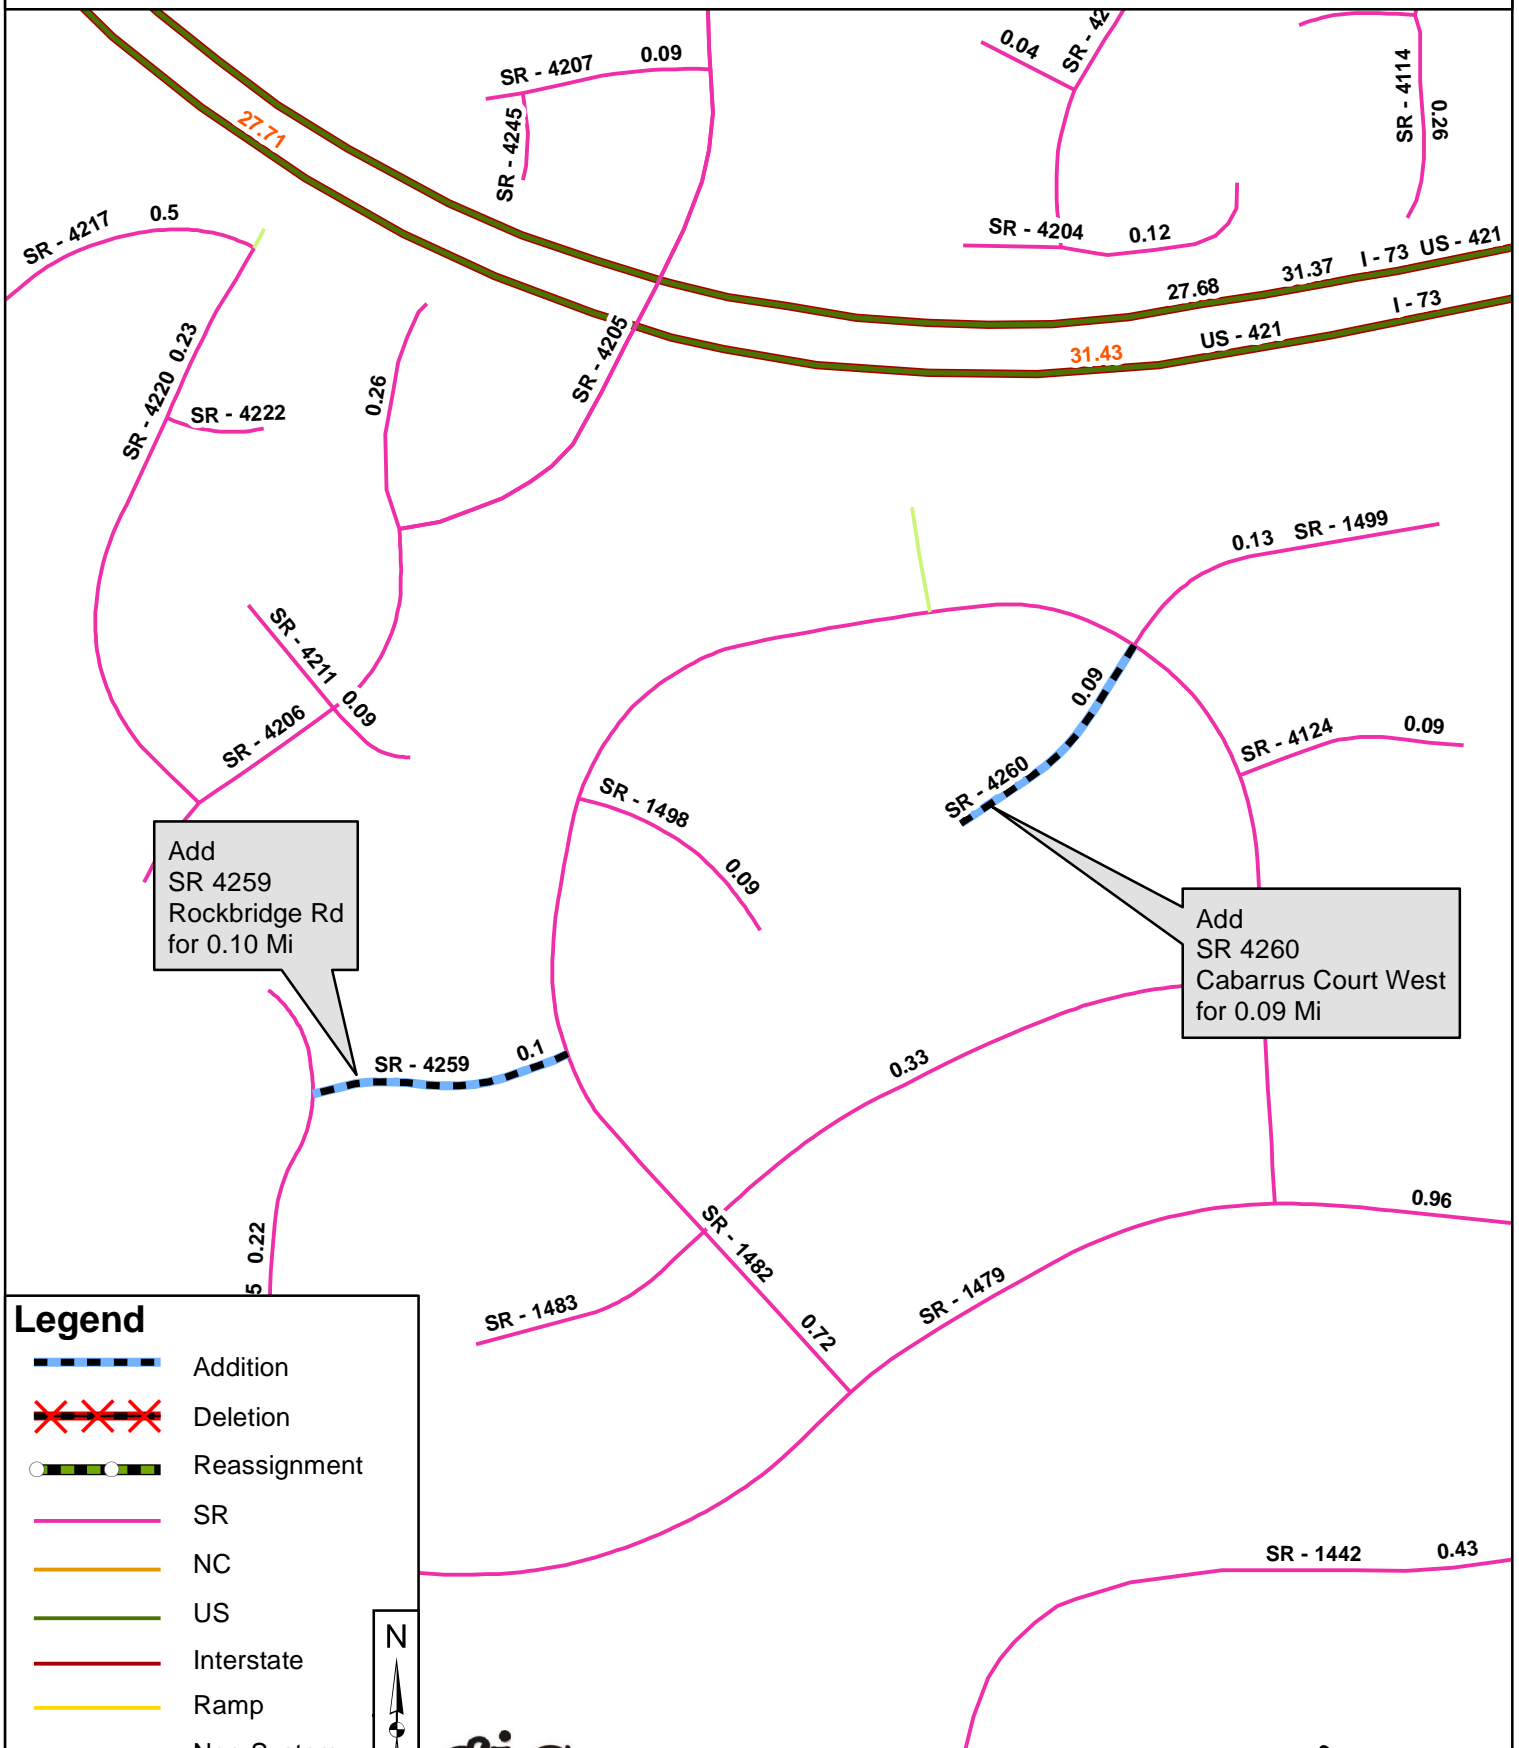 SR - 4207
0.09
0.04
SR - 42
SR - 4114
0.26
27.71
SR - 4245
SR - 4217
0.5
SR - 4204
0.12
27.68
31.37
I - 73
US - 421
I - 73
US - 421
31.43
SR - 4205
0.23
SR - 4220
SR - 4222
0.26
0.13
SR - 1499
SR - 4211
0.09
SR - 4206
0.09
SR - 4260
SR - 4124
0.09
SR - 1498
0.09
Add
SR 4259
Rockbridge Rd
for 0.10 Mi
Add
SR 4260
Cabarrus Court West
for 0.09 Mi
SR - 4259
0.1
0.33
0.22
5
SR - 1482
0.72
SR - 1483
SR - 1479
0.96
SR - 1442
0.43
Legend
Addition
Deletion
Reassignment
SR
NC
US
Interstate
Ramp
N